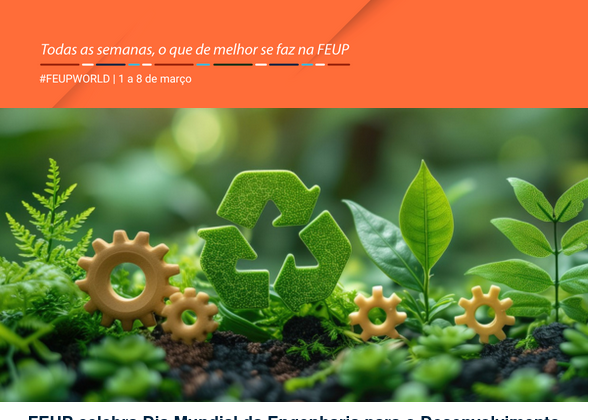 Todas as semanas, o que de melhor se faz na FEUP
#FEUPWORLD | 1 a 8 de março
FEUP celebra Dia Mundial da Engenharia para o Desenvolvimento